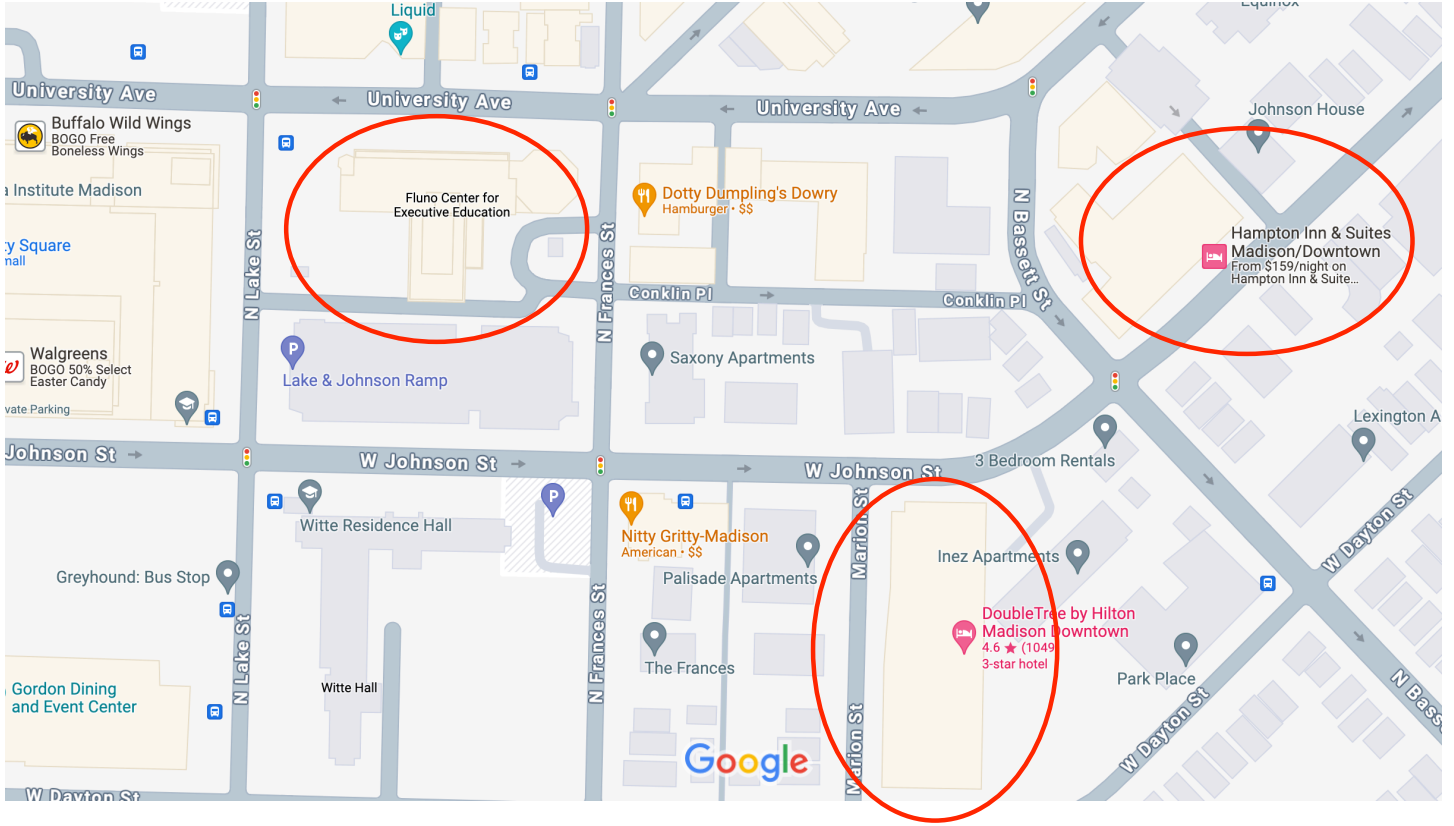 Liquid
Equinox
University Ave
University Ave
University Ave
Buffalo Wild Wings
BOGO Free
Boneless Wings
Johnson House
a Institute Madison
Fluno Center for
Executive Education
Dotty Dumpling's Dowry
Hamburger • $$
N Bassett St
ty Square
mall
N Lake St
N Frances St
Hampton Inn & Suites
Madison/Downtown
From $159/night on
Hampton Inn & Suite...
Conklin Pl
Conklin Pl
P
Walgreens
BOGO 50% Select
Easter Candy
Lake & Johnson Ramp
Saxony Apartments
vate Parking
Lexington A
Johnson St
W Johnson St
W Johnson St
3 Bedroom Rentals
P
Witte Residence Hall
Nitty Gritty-Madison
American • $$
Marion St
W Dayton St
Inez Apartments
Greyhound: Bus Stop
Palisade Apartments
N Lake St
N Frances St
DoubleTree by Hilton
Madison Downtown
4.6 ★ (1049
3-star hotel
The Frances
Park Place
Witte Hall
Gordon Dining
and Event Center
N Bass
W Dayton St
Marion St
Google
W Dayton St